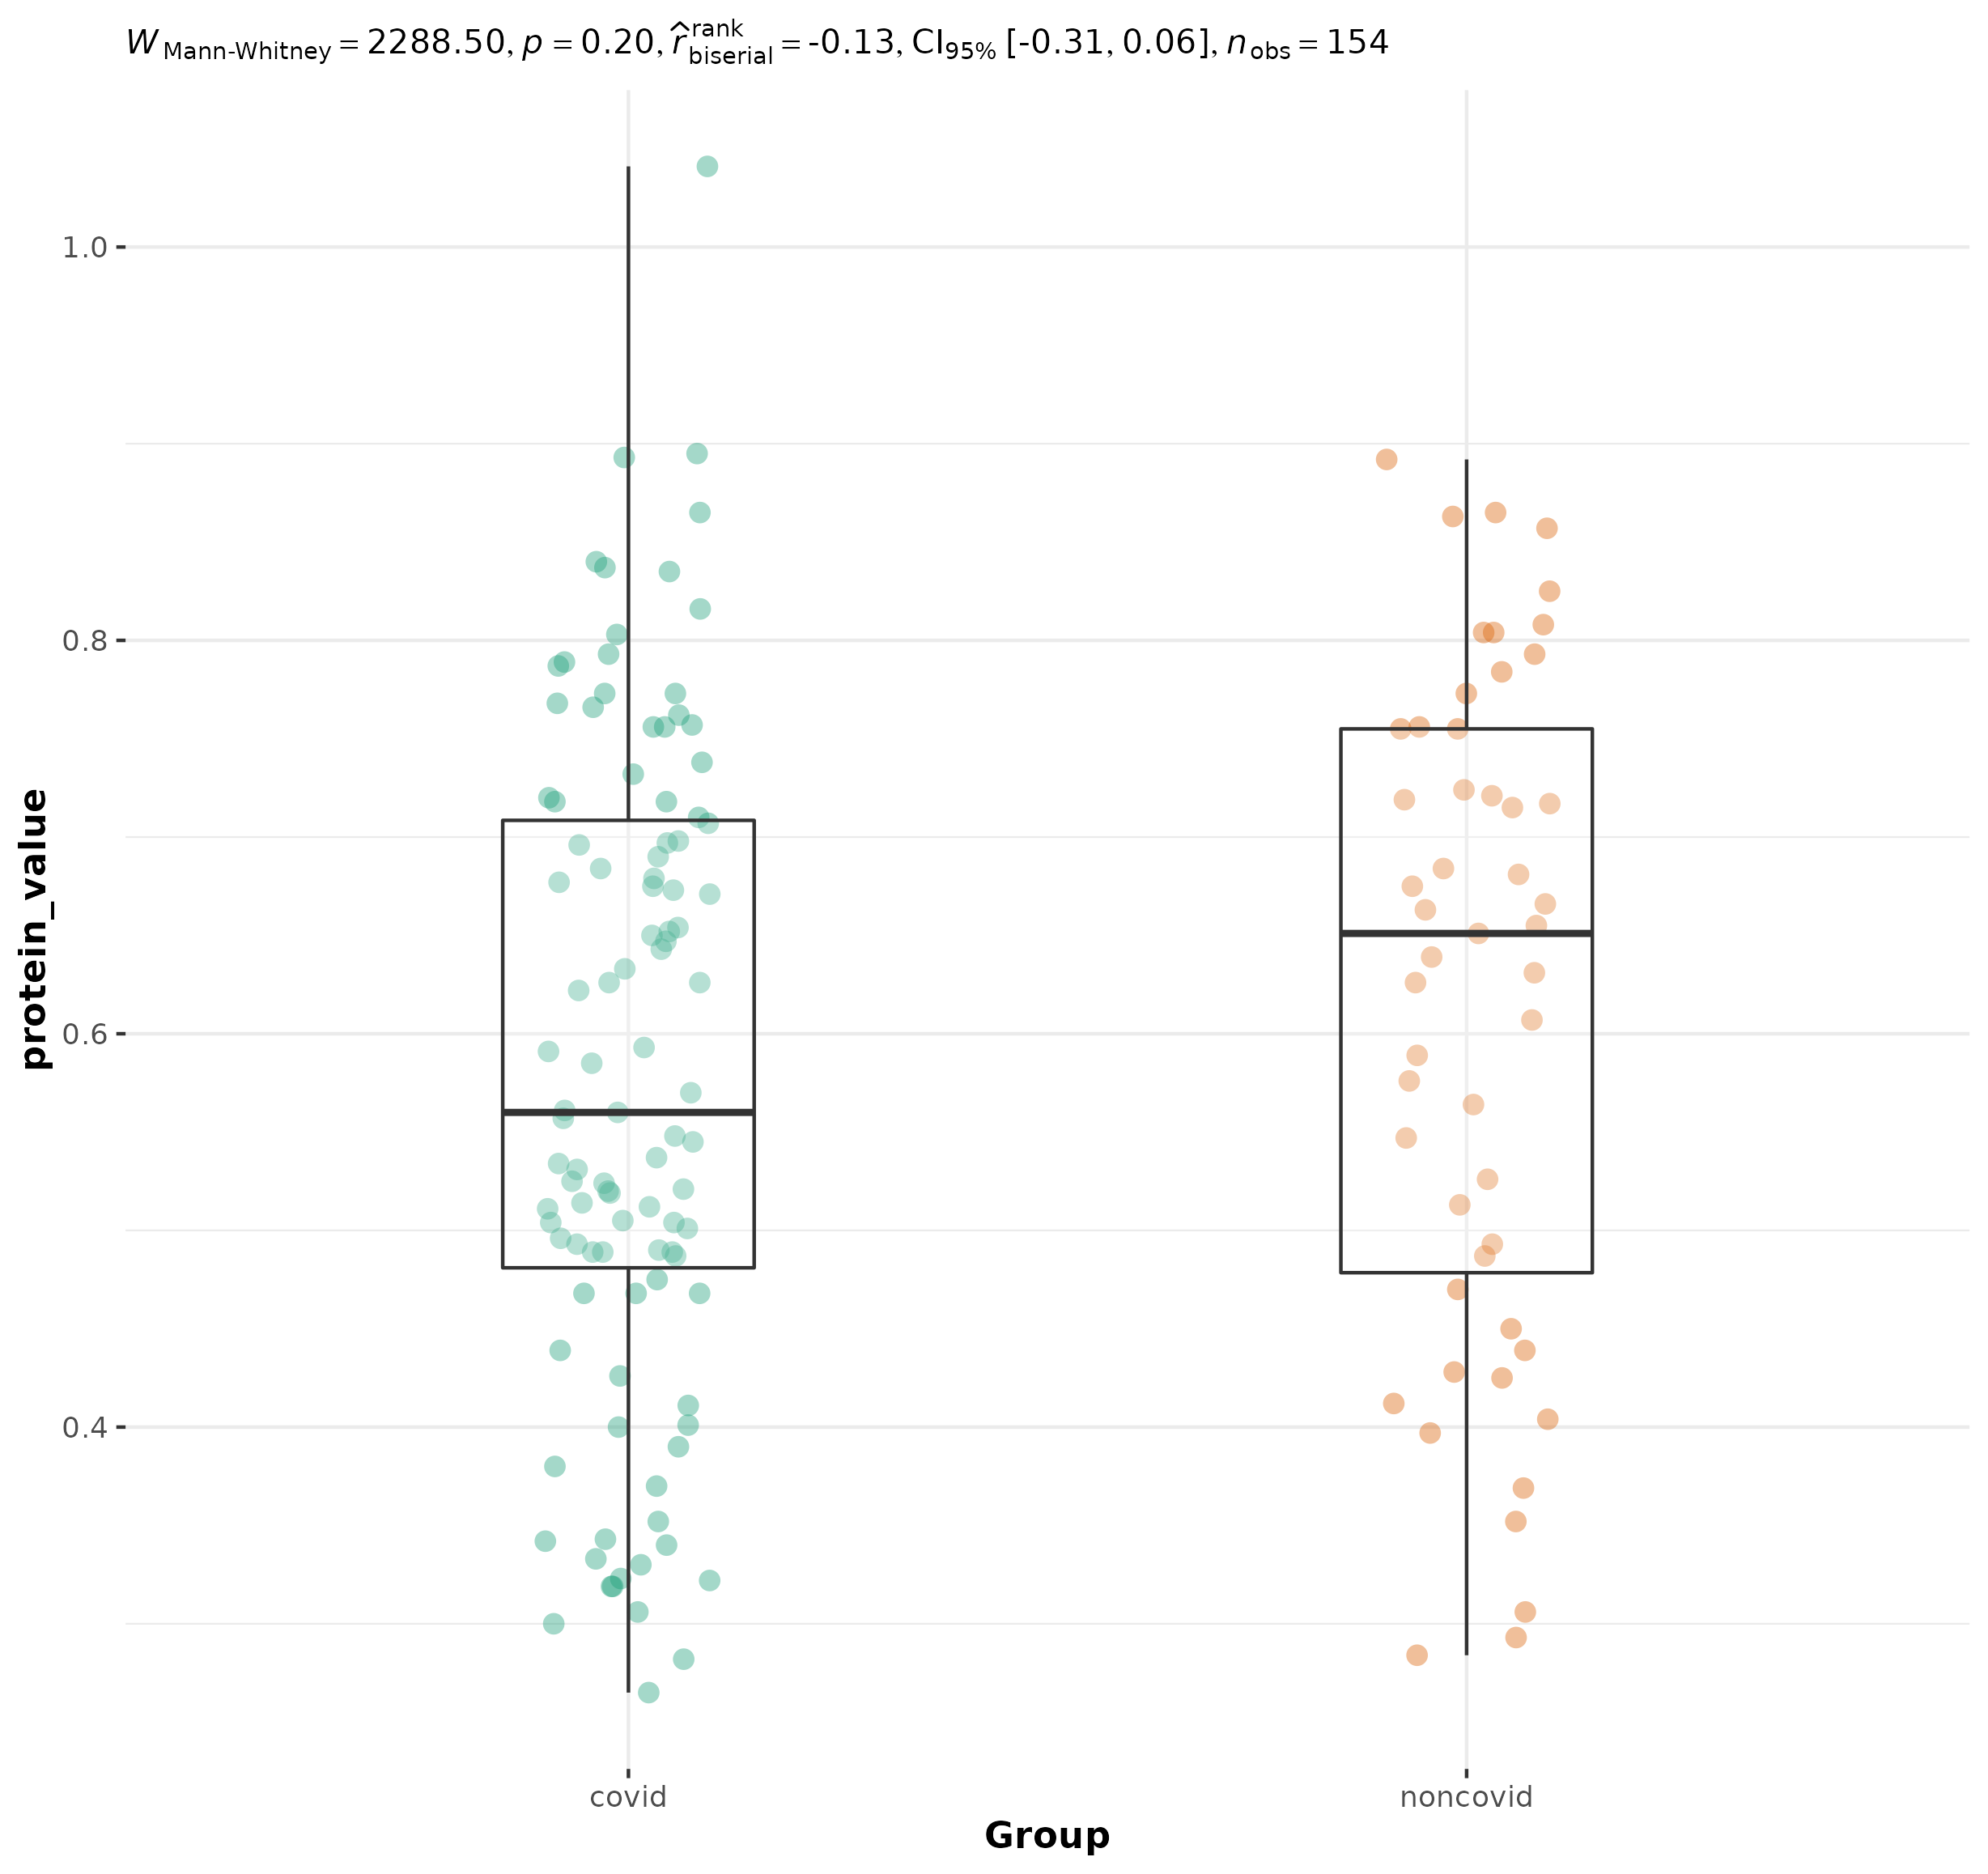 W Mann-Whitney = 2288.50, p = 0.20, r̂ rank biserial = -0.13, CI95% [-0.31, 0.06], n obs = 154
1.0
0.8
0.6
0.4
protein_value
covid noncovid
Group